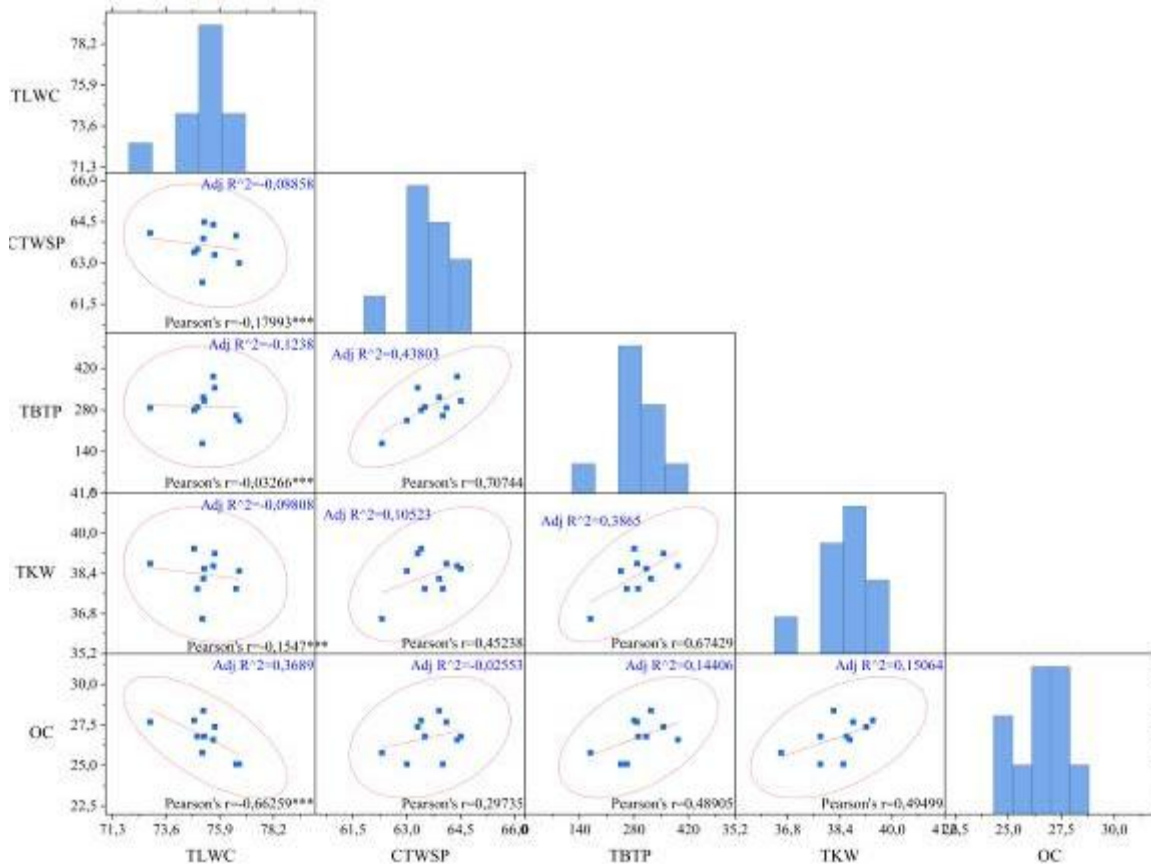 78,2
75,9
TLWC
73,6
71,3
66,0
Adj R^2=-0,08858
64,5
CTWSP
63,0
61,5
Pearson's r=-0,17993***
Adj R^2=-0,1238
Adj R^2=0,43803
420
TBTP
280
140
Pearson's r=-0,03266***
Pearson's r=0,70744
Adj R^2=-0,09808
Adj R^2=0,10523
Adj R^2=0,3865
40,0
TKW
38,4
36,8
Pearson's r=-0,1547***
Pearson's r=0,45238
Pearson's r=0,67429
35,2
Adj R^2=0,3689
Adj R^2=-0,02553
Adj R^2=0,14406
Adj R^2=0,15064
30,0
OC
27,5
25,0
22,5
Pearson's r=-0,66259***
Pearson's r=0,29735
Pearson's r=0,48905
Pearson's r=0,49499
71,3 73,6 75,9 78,2 61,5 63,0 64,5 66,0 140 280 420 35,2 36,8 38,4 40,0 25,0 27,5 30,0
TLWC CTWSP TBTP TKW OC